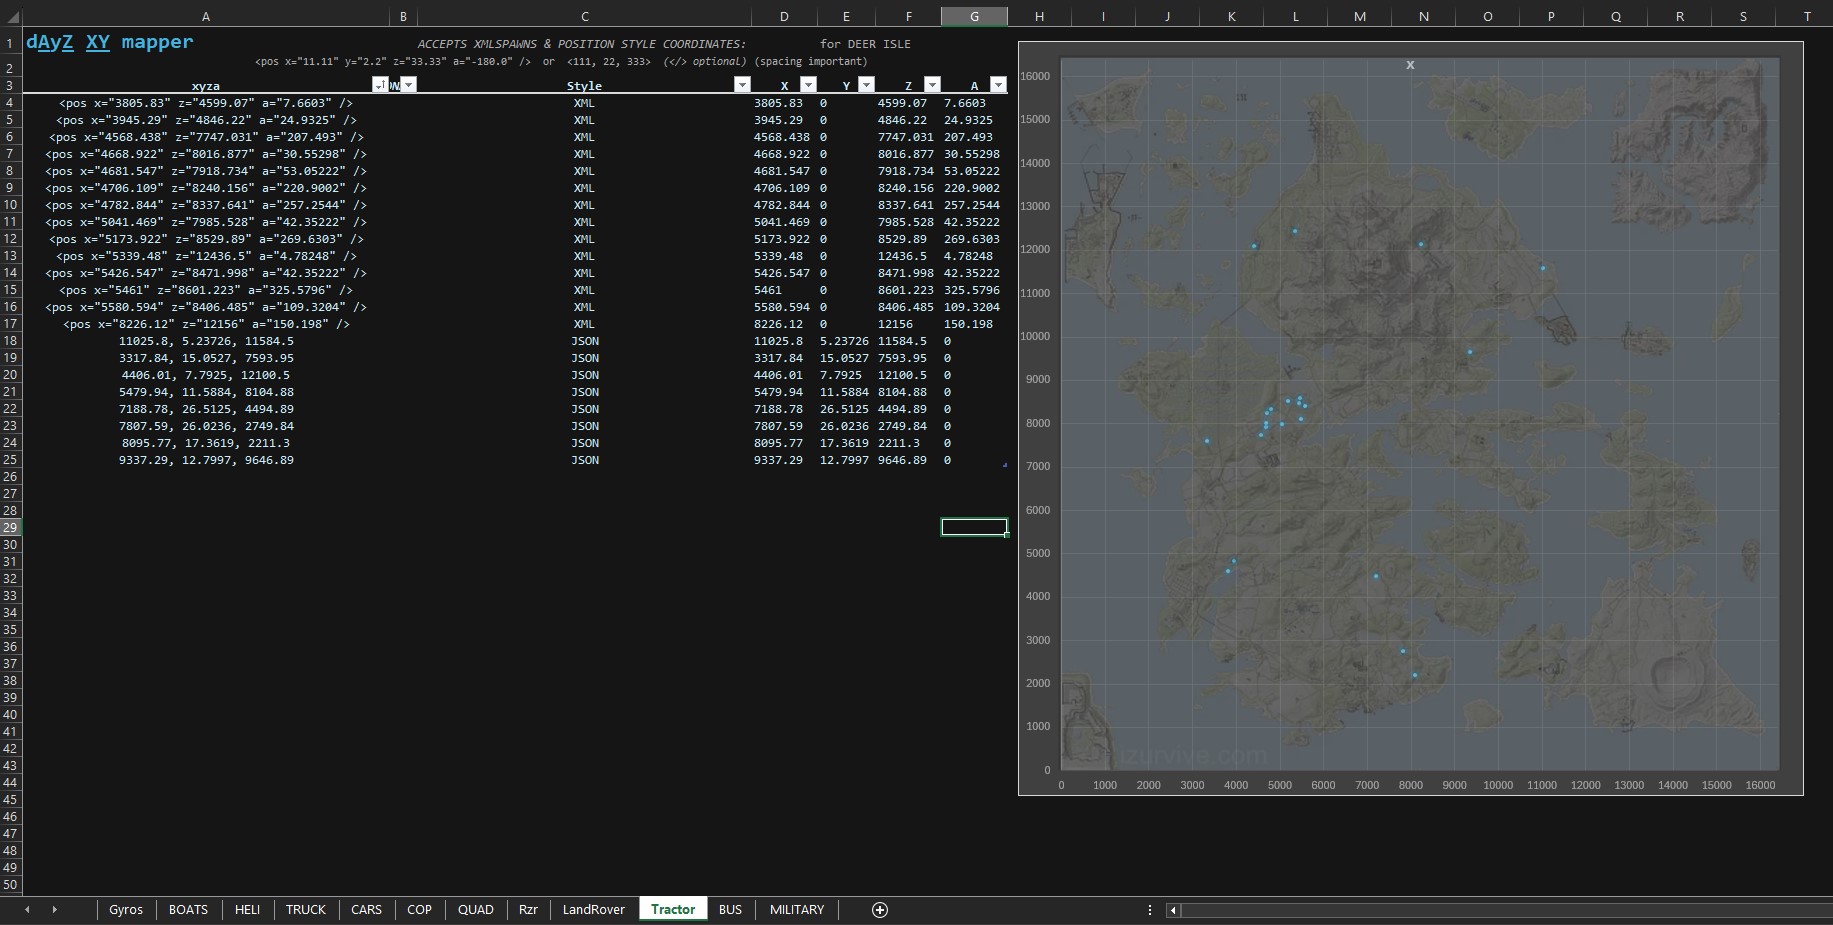 A B C D E F G H I J K L M N O P Q R S T
1 dAyZ XY mapper ACCEPTS XMLSPAWNS & POSITION STYLE COORDINATES: for DEER ISLE
2 <pos x="11.11" y="2.2" z="33.33" a="-180.0" /> or <111, 22, 333> (</> optional) (spacing important)
3 xyza Style X Y Z A
4 <pos x="3805.83" z="4599.07" a="7.6603" /> XML 3805.83 0 4599.07 7.6603
5 <pos x="3945.29" z="4846.22" a="24.9325" /> XML 3945.29 0 4846.22 24.9325
6 <pos x="4568.438" z="7747.031" a="207.493" /> XML 4568.438 0 7747.031 207.493
7 <pos x="4668.922" z="8016.877" a="30.55298" /> XML 4668.922 0 8016.877 30.55298
8 <pos x="4681.547" z="7918.734" a="53.05222" /> XML 4681.547 0 7918.734 53.05222
9 <pos x="4706.109" z="8240.156" a="220.9002" /> XML 4706.109 0 8240.156 220.9002
10 <pos x="4782.844" z="8337.641" a="257.2544" /> XML 4782.844 0 8337.641 257.2544
11 <pos x="5041.469" z="7985.528" a="42.35222" /> XML 5041.469 0 7985.528 42.35222
12 <pos x="5173.922" z="8529.89" a="269.6303" /> XML 5173.922 0 8529.89 269.6303
13 <pos x="5339.48" z="12436.5" a="4.78248" /> XML 5339.48 0 12436.5 4.78248
14 <pos x="5426.547" z="8471.998" a="42.35222" /> XML 5426.547 0 8471.998 42.35222
15 <pos x="5461" z="8601.223" a="325.5796" /> XML 5461 0 8601.223 325.5796
16 <pos x="5580.594" z="8406.485" a="109.3204" /> XML 5580.594 0 8406.485 109.3204
17 <pos x="8226.12" z="12156" a="150.198" /> XML 8226.12 0 12156 150.198
18 11025.8, 5.23726, 11584.5 JSON 11025.8 5.23726 11584.5 0
19 3317.84, 15.0527, 7593.95 JSON 3317.84 15.0527 7593.95 0
20 4406.01, 7.7925, 12100.5 JSON 4406.01 7.7925 12100.5 0
21 5479.94, 11.5884, 8104.88 JSON 5479.94 11.5884 8104.88 0
22 7188.78, 26.5125, 4494.89 JSON 7188.78 26.5125 4494.89 0
23 7807.59, 26.0236, 2749.84 JSON 7807.59 26.0236 2749.84 0
24 8095.77, 17.3619, 2211.3 JSON 8095.77 17.3619 2211.3 0
25 9337.29, 12.7997, 9646.89 JSON 9337.29 12.7997 9646.89 0
26
27
28
29
30
31
32
33
34
35
36
37
38
39
40
41
42
43
44
45
46
47
48
49
50
X
16000
15000
14000
13000
12000
11000
10000
9000
8000
7000
6000
5000
4000
3000
2000
1000
0
izurvive.com
0 1000 2000 3000 4000 5000 6000 7000 8000 9000 10000 11000 12000 13000 14000 15000 16000
Gyros BOATS HELI TRUCK CARS COP QUAD Rzr LandRover Tractor BUS MILITARY